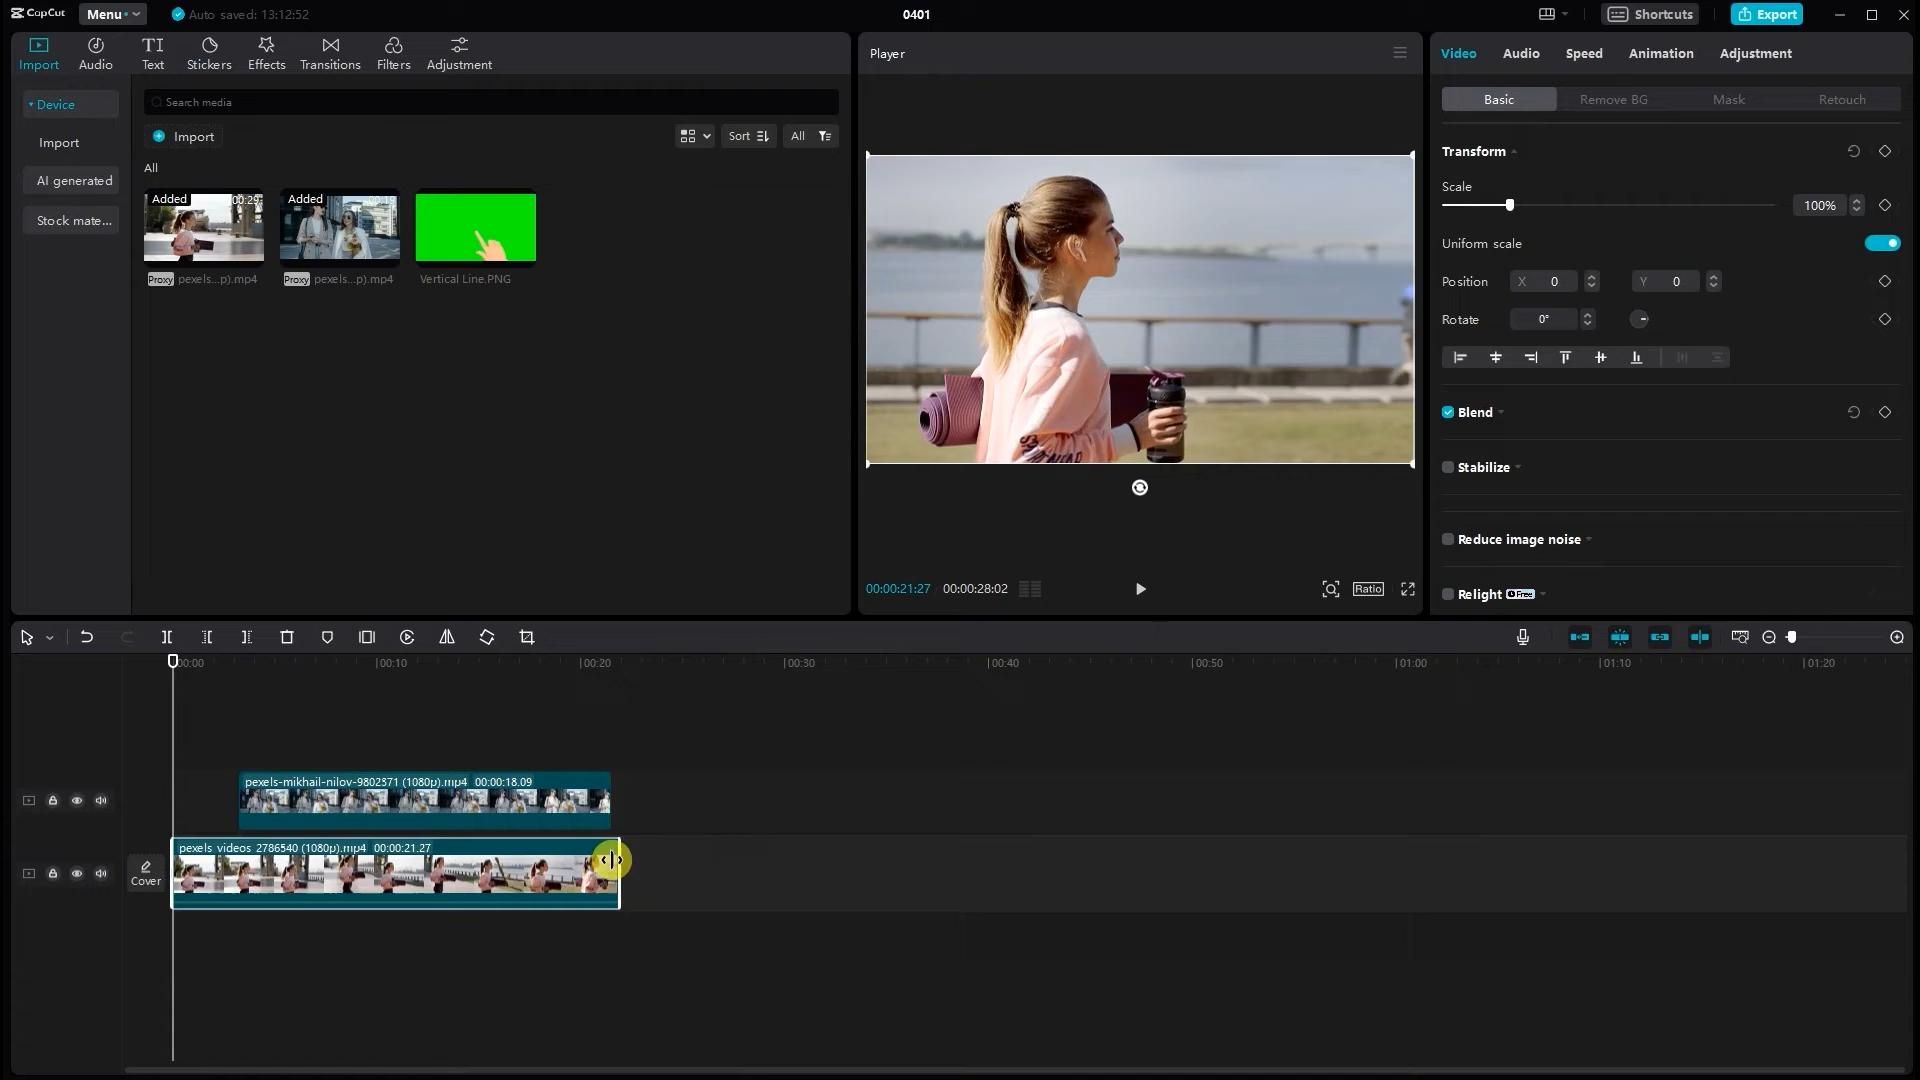 CapCut
Menu
Auto saved: 13:12:52
0401
Shortcuts
Export
Import
Audio
Text
Stickers
Effects
Transitions
Filters
Adjustment
Device
Import
AI generated
Stock mate...
Search media
Import
Sort
All
All
Added
00:29
Added
00:19
Proxy pexels...p).mp4
Proxy pexels...p).mp4
Vertical Line.PNG
Player
00:00:21:27
00:00:28:02
Ratio
Video
Audio
Speed
Animation
Adjustment
Basic
Remove BG
Mask
Retouch
Transform
Scale
100%
Uniform scale
Position
X 0
Y 0
Rotate
0°
Blend
Stabilize
Reduce image noise
Relight Free
00:00
00:10
00:20
00:30
00:40
00:50
01:00
01:10
01:20
pexels-mikhail-nilov-9802371 (1080p).mp4 00:00:18.09
Cover
pexels videos 2786540 (1080p).mp4 00:00:21.27